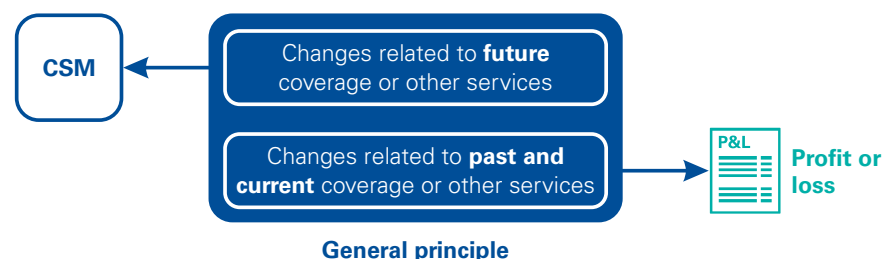 CSM
Changes related to future
coverage or other services
Changes related to past and
current coverage or other services
P&L
Profit or
loss
General principle